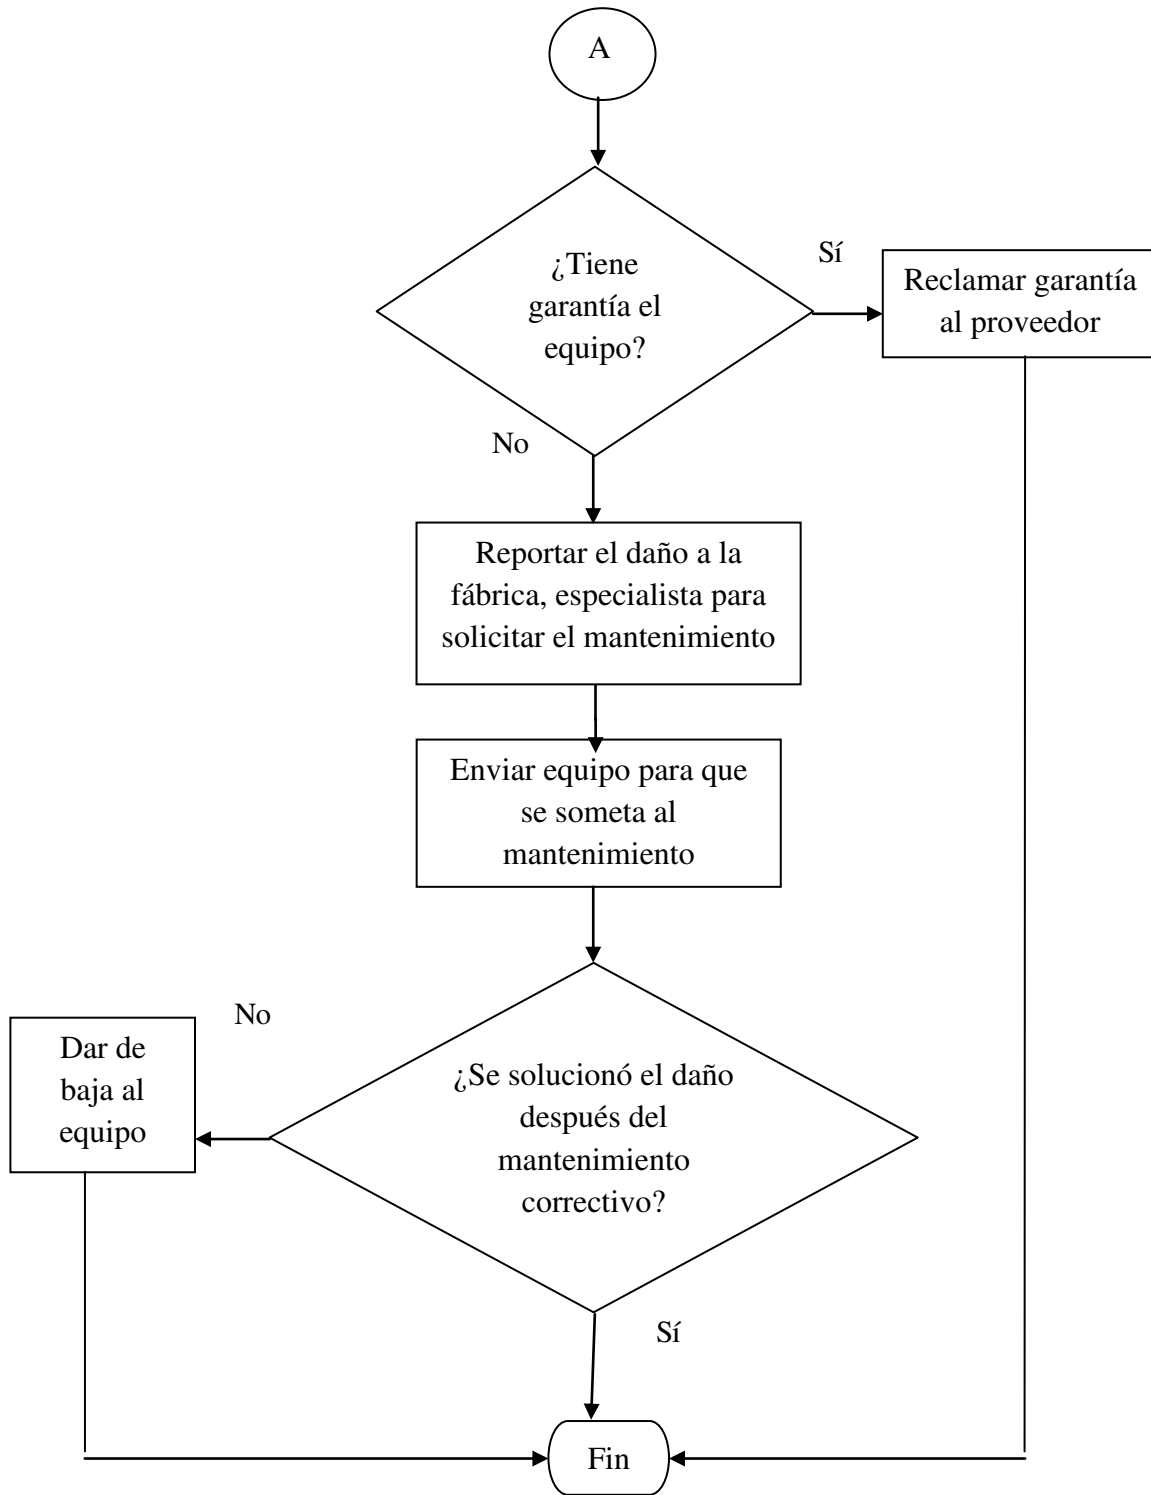 A
¿Tiene
garantía el
equipo?
Sí
Reclamar garantía
al proveedor
No
Reportar el daño a la
fábrica, especialista para
solicitar el mantenimiento
Enviar equipo para que
se someta al
mantenimiento
No
Dar de
baja al
equipo
¿Se solucionó el daño
después del
mantenimiento
correctivo?
Sí
Fin